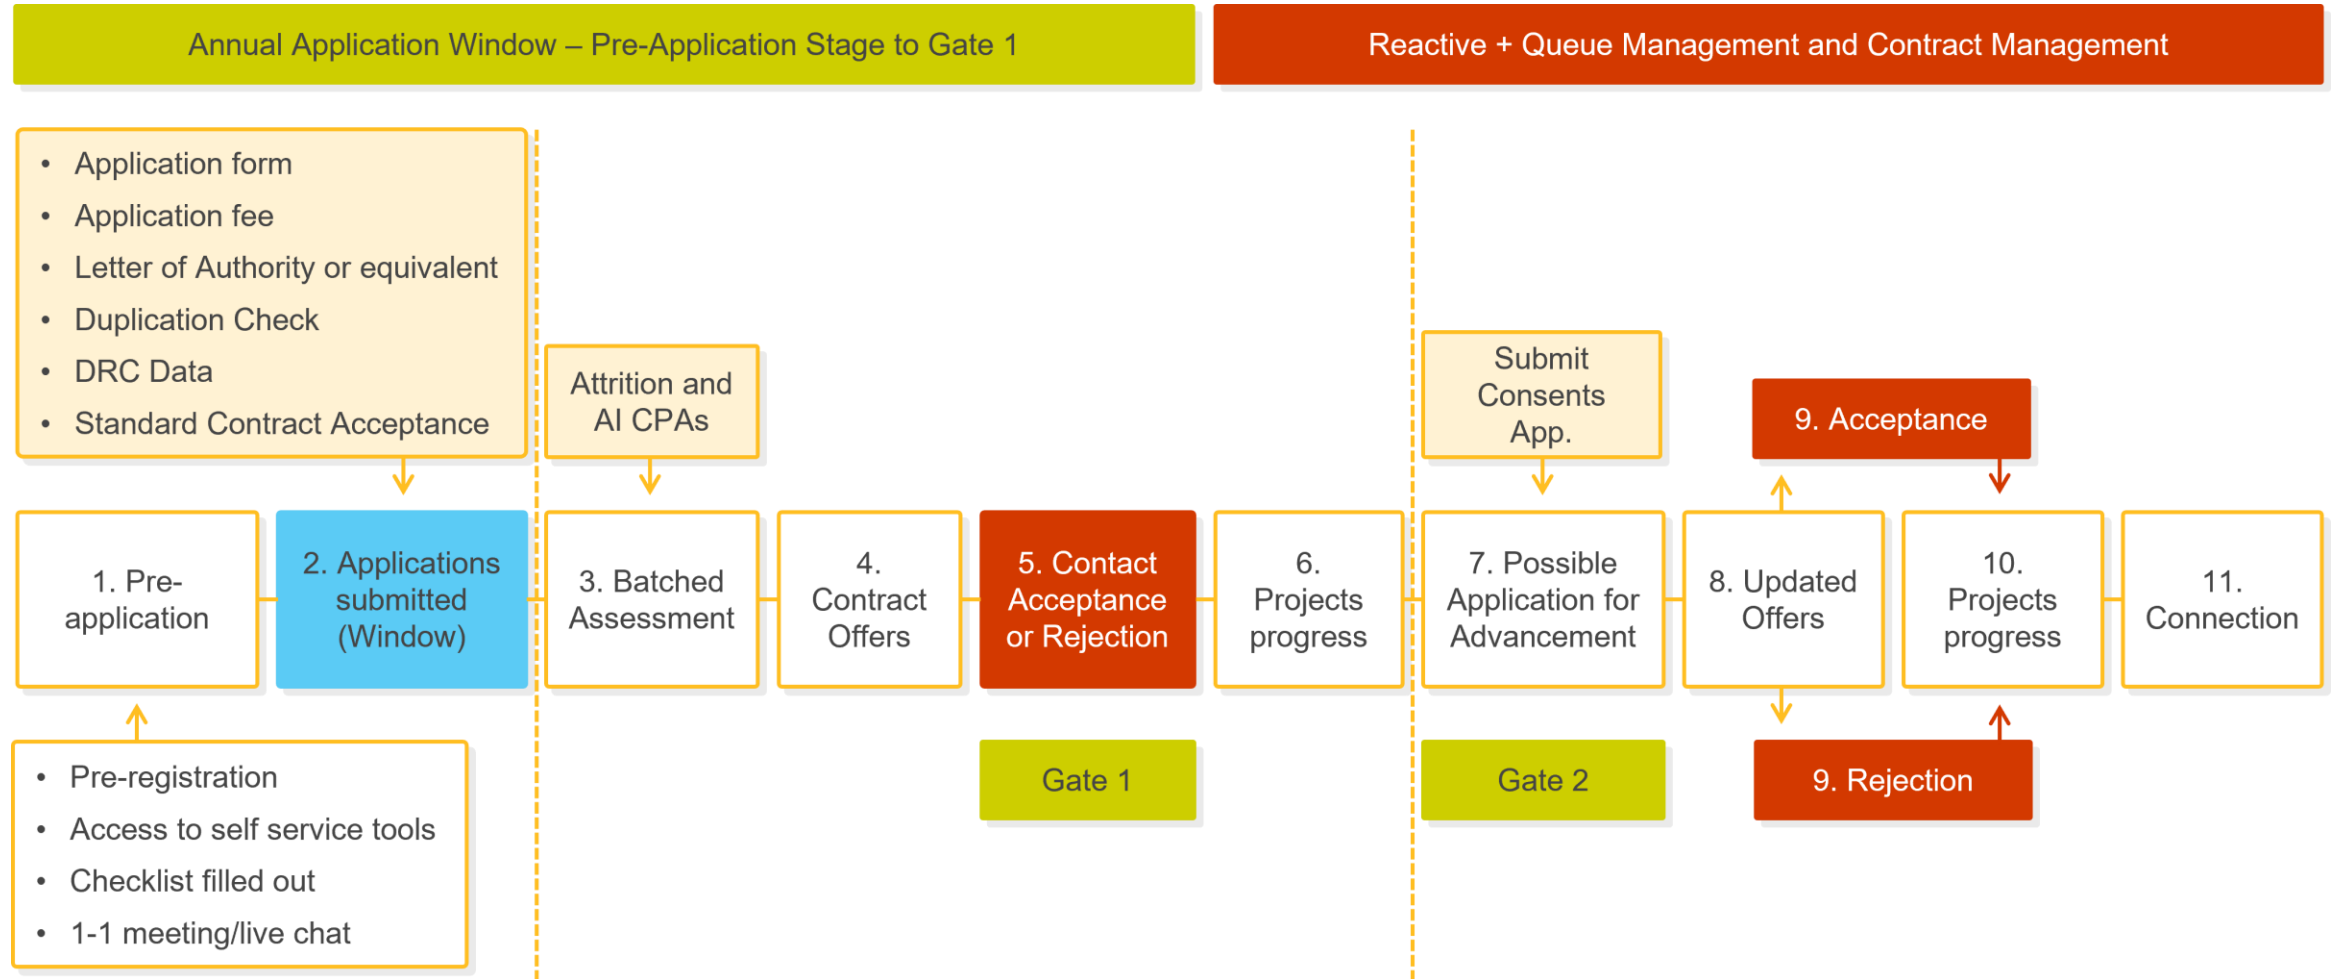 Annual Application Window – Pre-Application Stage to Gate 1
Reactive + Queue Management and Contract Management
• Application form
• Application fee
• Letter of Authority or equivalent
• Duplication Check
• DRC Data
• Standard Contract Acceptance
Attrition and
AI CPAs
Submit
Consents
App.
9. Acceptance
1. Pre-
application
2. Applications
submitted
(Window)
3. Batched
Assessment
4.
Contract
Offers
5. Contact
Acceptance
or Rejection
6.
Projects
progress
7. Possible
Application for
Advancement
8. Updated
Offers
10.
Projects
progress
11.
Connection
Gate 1
Gate 2
9. Rejection
• Pre-registration
• Access to self service tools
• Checklist filled out
• 1-1 meeting/live chat